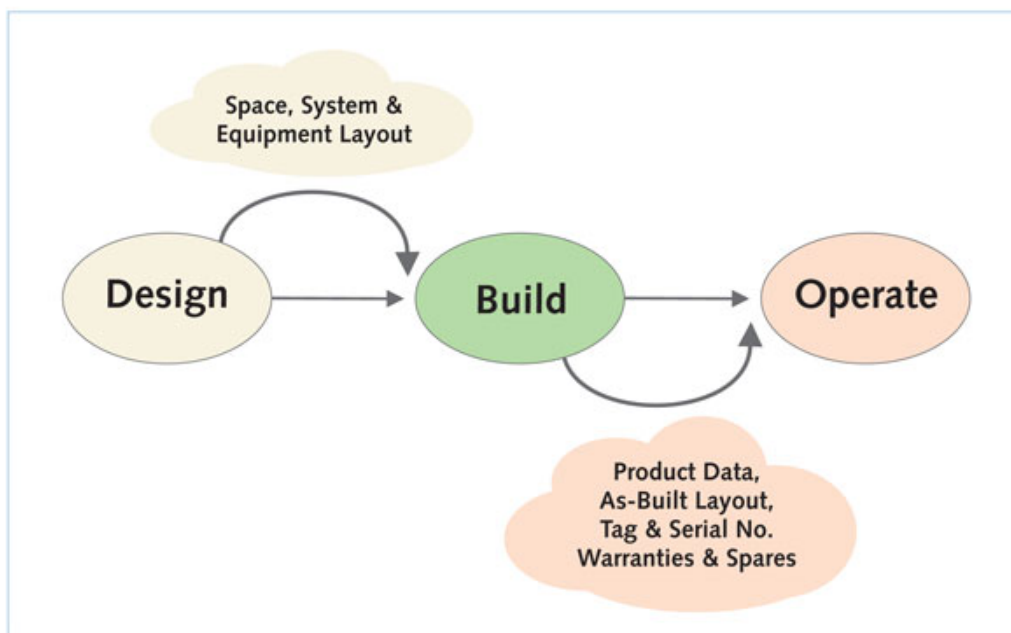 Space, System &
Equipment Layout
Design
Build
Operate
Product Data,
As-Built Layout,
Tag & Serial No.
Warranties & Spares